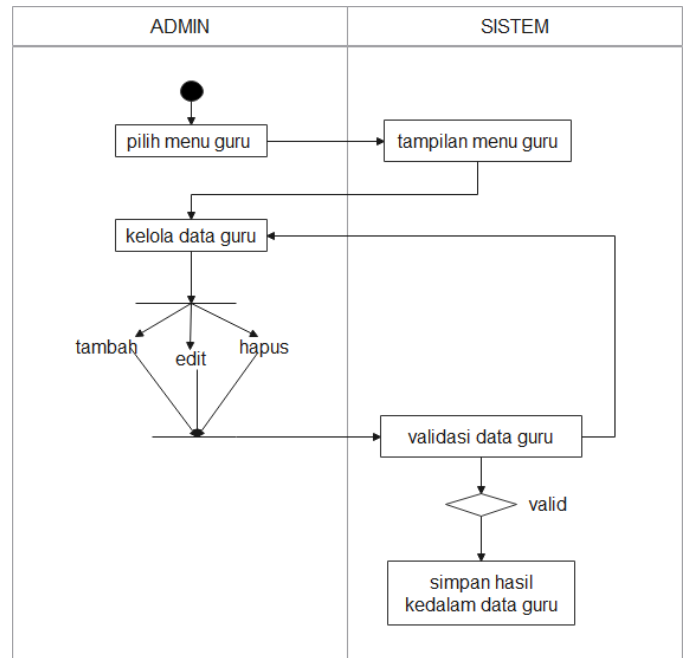 ADMIN
SISTEM
pilih menu guru
tampilan menu guru
kelola data guru
tambah
edit
hapus
validasi data guru
valid
simpan hasil
kedalam data guru